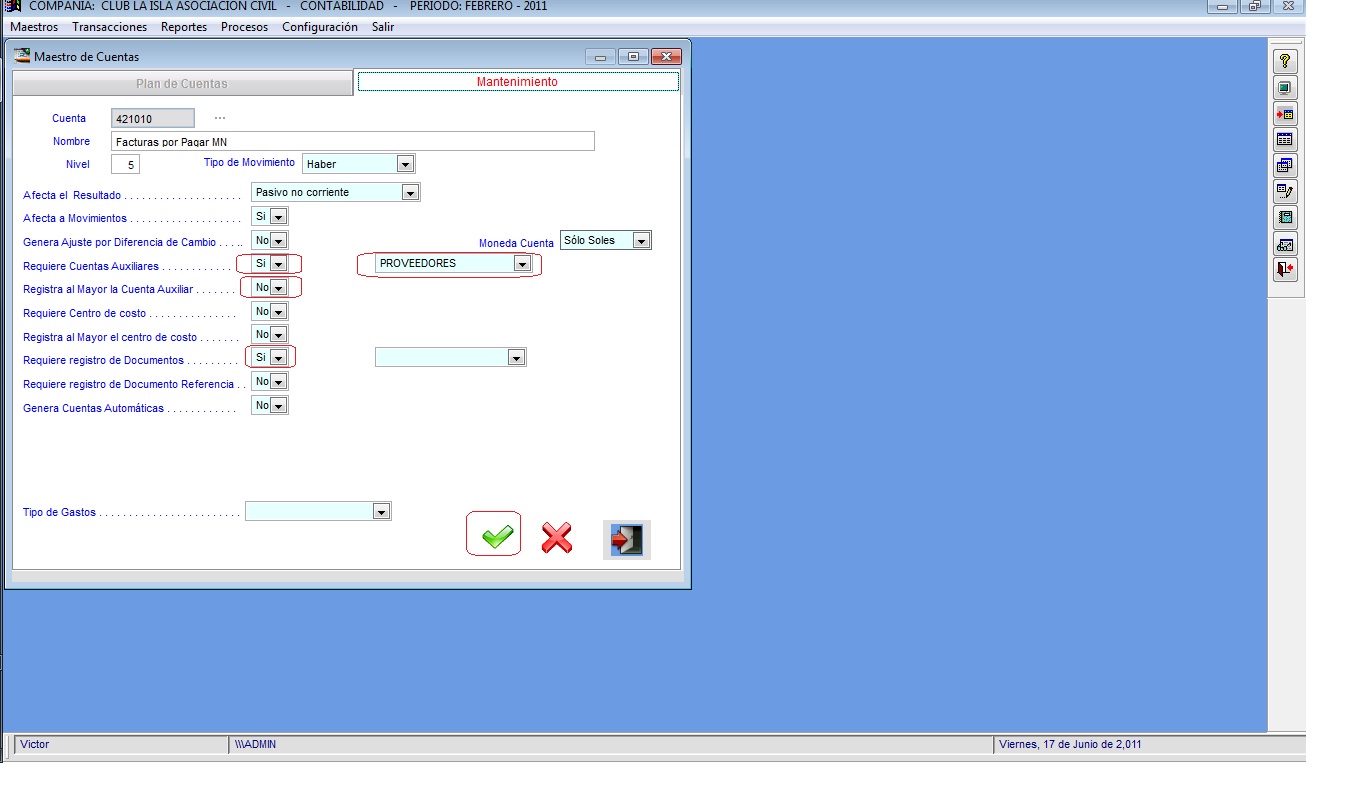 COMPAÑIA: CLUB LA ISLA ASOCIACION CIVIL - CONTABILIDAD - PERIODO: FEBRERO - 2011
Maestros Transacciones Reportes Procesos Configuración Salir
Maestro de Cuentas
Plan de Cuentas Mantenimiento
Cuenta 421010 ...
Nombre Facturas por Pagar MN
Nivel 5 Tipo de Movimiento Haber
Afecta el Resultado . . . . . . . . . . . . . . . . . . . . Pasivo no corriente
Afecta a Movimientos . . . . . . . . . . . . . . . . . . . Si
Genera Ajuste por Diferencia de Cambio . . . .. No Moneda Cuenta Sólo Soles
Requiere Cuentas Auxiliares . . . . . . . . . . . . Si PROVEEDORES
Registra al Mayor la Cuenta Auxiliar . . . . . . . No
Requiere Centro de costo . . . . . . . . . . . . . . . No
Registra al Mayor el centro de costo . . . . . . . No
Requiere registro de Documentos . . . . . . . . . Si
Requiere registro de Documento Referencia . . No
Genera Cuentas Automáticas . . . . . . . . . . . . No
Tipo de Gastos . . . . . . . . . . . . . . . . . . . . . . . .
Victor \\\ADMIN Viernes, 17 de Junio de 2,011